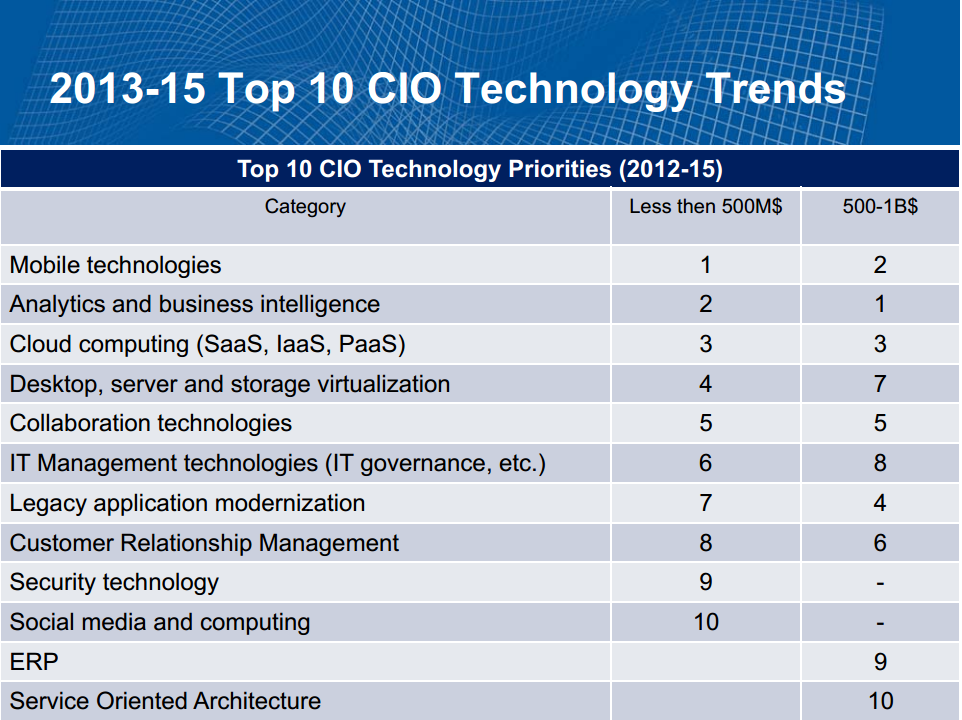 2013-15 Top 10 CIO Technology Trends
Top 10 CIO Technology Priorities (2012-15)
Category Less then 500M$ 500-1B$
Mobile technologies 1 2
Analytics and business intelligence 2 1
Cloud computing (SaaS, IaaS, PaaS) 3 3
Desktop, server and storage virtualization 4 7
Collaboration technologies 5 5
IT Management technologies (IT governance, etc.) 6 8
Legacy application modernization 7 4
Customer Relationship Management 8 6
Security technology 9 -
Social media and computing 10 -
ERP 9
Service Oriented Architecture 10